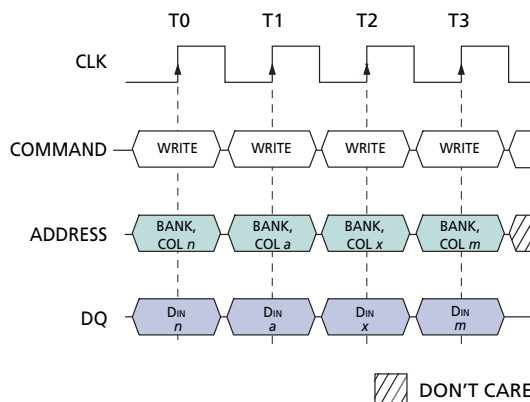 T0 T1 T2 T3
CLK
COMMAND WRITE WRITE WRITE WRITE
ADDRESS BANK, COL n BANK, COL a BANK, COL x BANK, COL m
DQ DIN n DIN a DIN x DIN m
DON'T CARE